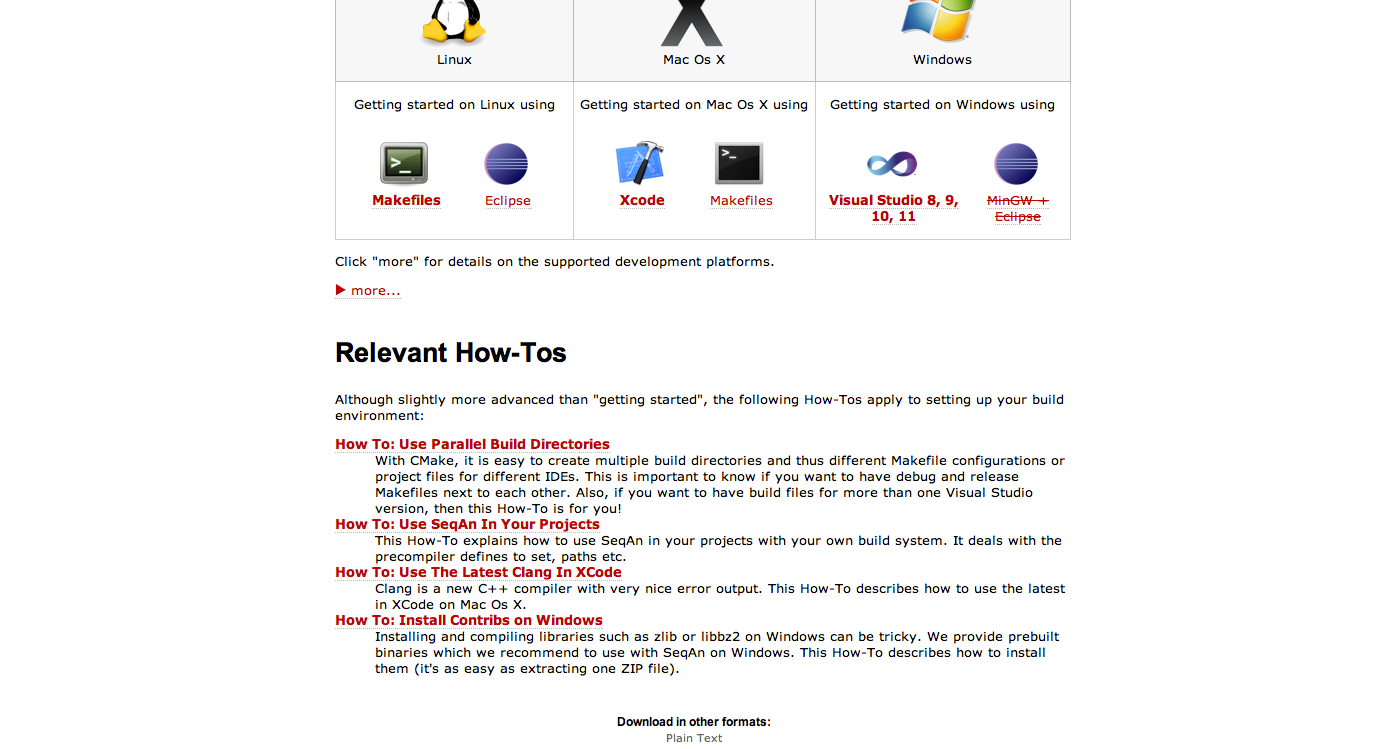 Linux
Mac Os X
Windows
Getting started on Linux using
Getting started on Mac Os X using
Getting started on Windows using
Makefiles
Eclipse
Xcode
Makefiles
Visual Studio 8, 9,
10, 11
MinGW +
Eclipse
Click "more" for details on the supported development platforms.
▶ more...
Relevant How-Tos
Although slightly more advanced than "getting started", the following How-Tos apply to setting up your build
environment:
How To: Use Parallel Build Directories
With CMake, it is easy to create multiple build directories and thus different Makefile configurations or
project files for different IDEs. This is important to know if you want to have debug and release
Makefiles next to each other. Also, if you want to have build files for more than one Visual Studio
version, then this How-To is for you!
How To: Use SeqAn In Your Projects
This How-To explains how to use SeqAn in your projects with your own build system. It deals with the
precompiler defines to set, paths etc.
How To: Use The Latest Clang In XCode
Clang is a new C++ compiler with very nice error output. This How-To describes how to use the latest
in XCode on Mac Os X.
How To: Install Contribs on Windows
Installing and compiling libraries such as zlib or libbz2 on Windows can be tricky. We provide prebuilt
binaries which we recommend to use with SeqAn on Windows. This How-To describes how to install
them (it's as easy as extracting one ZIP file).
Download in other formats:
Plain Text